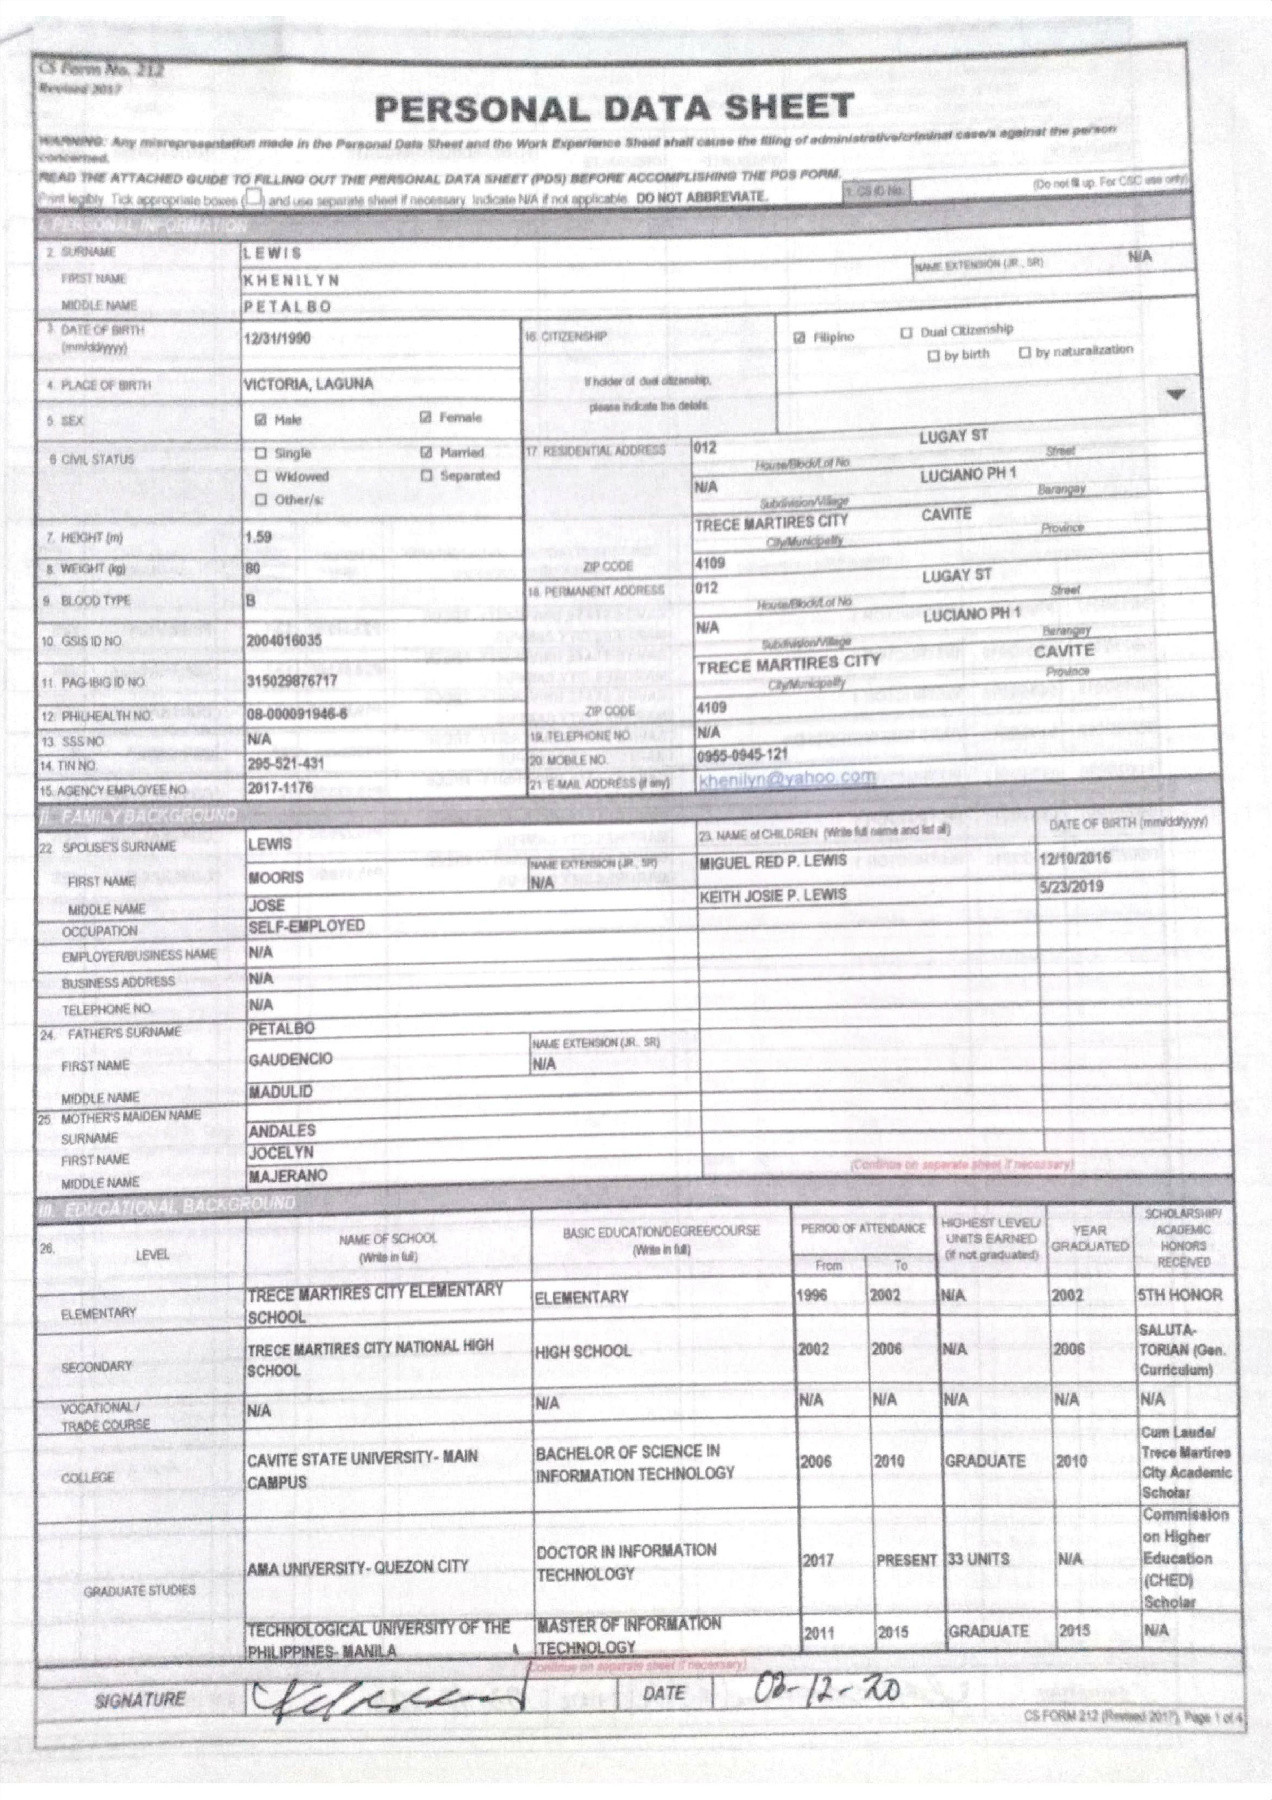 CS Form No. 212
Revised 2017
PERSONAL DATA SHEET
WARNING: Any misrepresentation made in the Personal Data Sheet and the Work Experience Sheet shall cause the filing of administrative/criminal case/s against the person
concerned.
READ THE ATTACHED GUIDE TO FILLING OUT THE PERSONAL DATA SHEET (PDS) BEFORE ACCOMPLISHING THE PDS FORM.
Print legibly. Tick appropriate boxes (☐) and use separate sheet if necessary. Indicate N/A if not applicable. DO NOT ABBREVIATE. 1. CS ID No. (Do not fill up. For CSC use only)
I. PERSONAL INFORMATION
2. SURNAME LEWIS
FIRST NAME KHENILYN NAME EXTENSION (JR., SR) N/A
MIDDLE NAME PETALBO
3. DATE OF BIRTH
(mm/dd/yyyy) 12/31/1990
16. CITIZENSHIP ☑ Filipino ☐ Dual Citizenship
☐ by birth ☐ by naturalization
If holder of dual citizenship,
please indicate the details.
4. PLACE OF BIRTH VICTORIA, LAGUNA
5. SEX ☑ Male ☑ Female
6 CIVIL STATUS ☐ Single ☑ Married
☐ Widowed ☐ Separated
☐ Other/s:
17. RESIDENTIAL ADDRESS 012 LUGAY ST
House/Block/Lot No. Street
N/A LUCIANO PH 1
Subdivision/Village Barangay
TRECE MARTIRES CITY CAVITE
City/Municipality Province
ZIP CODE 4109
7. HEIGHT (m) 1.59
8. WEIGHT (kg) 80
9. BLOOD TYPE B
18. PERMANENT ADDRESS 012 LUGAY ST
House/Block/Lot No. Street
N/A LUCIANO PH 1
Subdivision/Village Barangay
TRECE MARTIRES CITY CAVITE
City/Municipality Province
ZIP CODE 4109
10. GSIS ID NO. 2004016035
11. PAG-IBIG ID NO. 315029876717
12. PHILHEALTH NO. 08-000091946-6
13. SSS NO. N/A
19. TELEPHONE NO. N/A
14. TIN NO. 295-521-431
20. MOBILE NO. 0955-0945-121
15. AGENCY EMPLOYEE NO. 2017-1176
21. E-MAIL ADDRESS (if any) khenilyn@yahoo.com
II. FAMILY BACKGROUND
22. SPOUSE'S SURNAME LEWIS
23. NAME of CHILDREN (Write full name and list all) DATE OF BIRTH (mm/dd/yyyy)
FIRST NAME MOORIS NAME EXTENSION (JR., SR) N/A
MIGUEL RED P. LEWIS 12/10/2016
MIDDLE NAME JOSE
KEITH JOSIE P. LEWIS 5/23/2019
OCCUPATION SELF-EMPLOYED
EMPLOYER/BUSINESS NAME N/A
BUSINESS ADDRESS N/A
TELEPHONE NO. N/A
24. FATHER'S SURNAME PETALBO
FIRST NAME GAUDENCIO NAME EXTENSION (JR., SR) N/A
MIDDLE NAME MADULID
25. MOTHER'S MAIDEN NAME
SURNAME ANDALES
FIRST NAME JOCELYN
MIDDLE NAME MAJERANO
(Continue on separate sheet if necessary)
III. EDUCATIONAL BACKGROUND
26. LEVEL
NAME OF SCHOOL
(Write in full)
BASIC EDUCATION/DEGREE/COURSE
(Write in full)
PERIOD OF ATTENDANCE
From To
HIGHEST LEVEL/
UNITS EARNED
(if not graduated)
YEAR
GRADUATED
SCHOLARSHIP/
ACADEMIC
HONORS
RECEIVED
ELEMENTARY
TRECE MARTIRES CITY ELEMENTARY
SCHOOL
ELEMENTARY 1996 2002 N/A 2002 5TH HONOR
SECONDARY
TRECE MARTIRES CITY NATIONAL HIGH
SCHOOL
HIGH SCHOOL 2002 2006 N/A 2006
SALUTA-
TORIAN (Gen.
Curriculum)
VOCATIONAL /
TRADE COURSE
N/A N/A N/A N/A N/A N/A N/A
COLLEGE
CAVITE STATE UNIVERSITY- MAIN
CAMPUS
BACHELOR OF SCIENCE IN
INFORMATION TECHNOLOGY
2006 2010 GRADUATE 2010
Cum Laude/
Trece Martires
City Academic
Scholar
GRADUATE STUDIES
AMA UNIVERSITY- QUEZON CITY
DOCTOR IN INFORMATION
TECHNOLOGY
2017 PRESENT 33 UNITS N/A
Commission
on Higher
Education
(CHED)
Scholar
TECHNOLOGICAL UNIVERSITY OF THE
PHILIPPINES- MANILA
MASTER OF INFORMATION
TECHNOLOGY
2011 2015 GRADUATE 2015 N/A
(Continue on separate sheet if necessary)
SIGNATURE DATE 03-12-20
CS FORM 212 (Revised 2017), Page 1 of 4